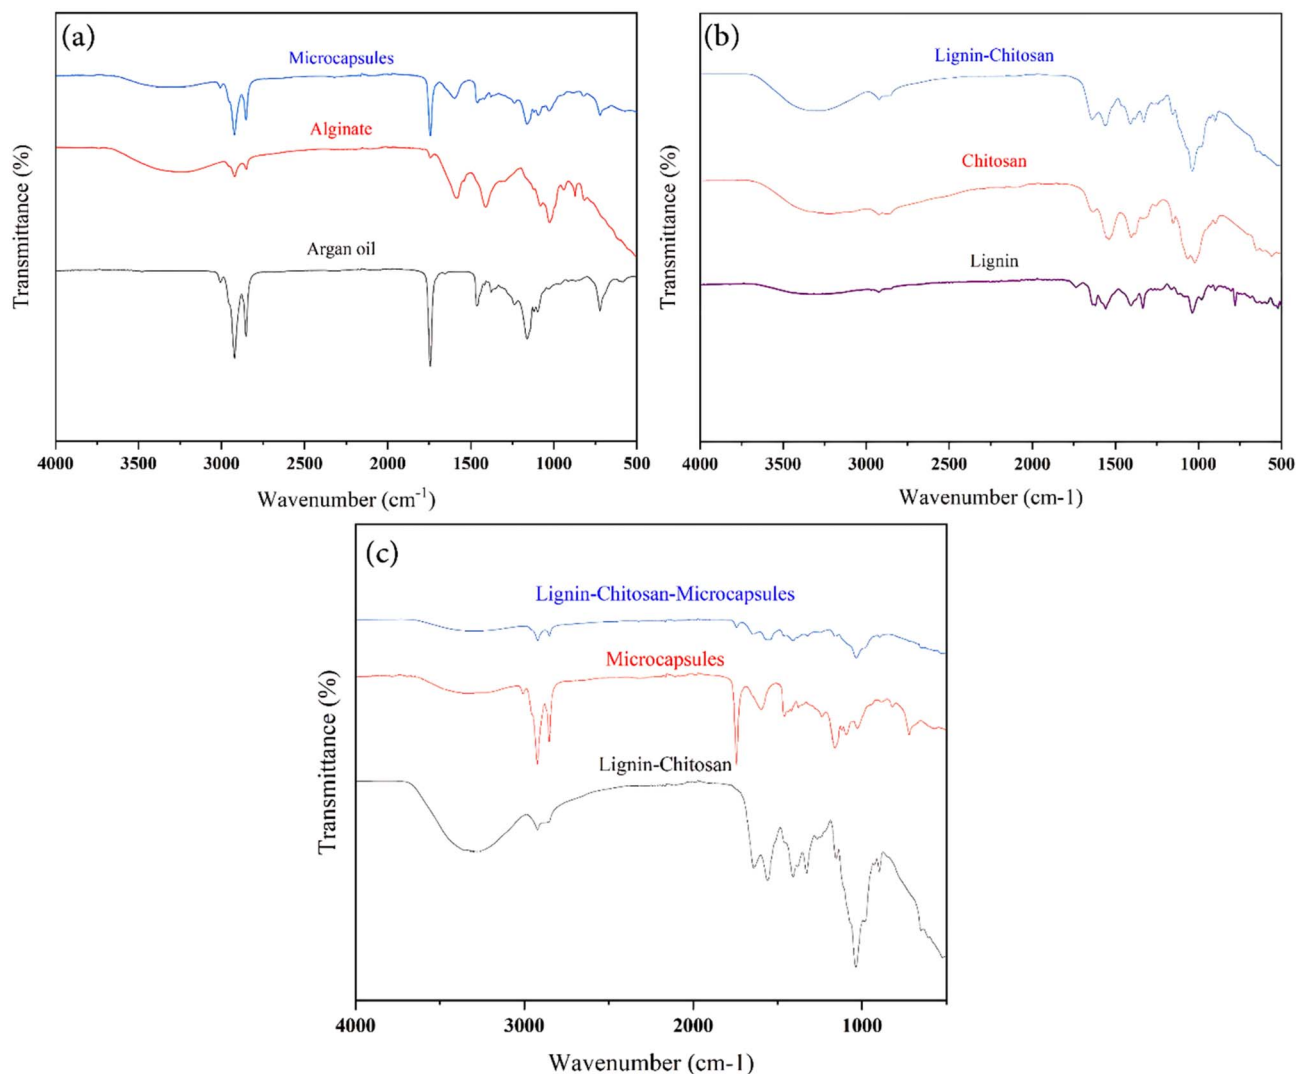 (a)
Microcapsules
Alginate
Argan oil
Transmittance (%)
4000 3500 3000 2500 2000 1500 1000 500
Wavenumber (cm-1)
(b)
Lignin-Chitosan
Chitosan
Lignin
Transmittance (%)
4000 3500 3000 2500 2000 1500 1000 500
Wavenumber (cm-1)
(c)
Lignin-Chitosan-Microcapsules
Microcapsules
Lignin-Chitosan
Transmittance (%)
4000 3000 2000 1000
Wavenumber (cm-1)